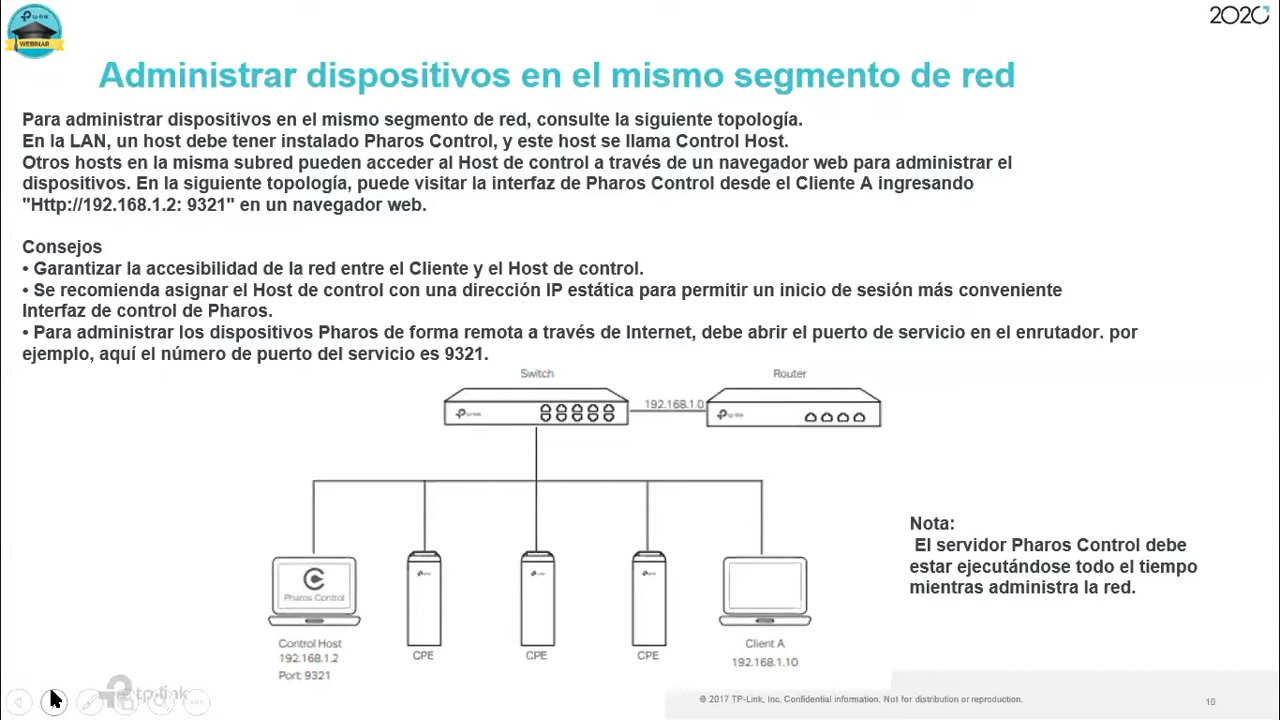 tp-link
WEBINAR
2020
Administrar dispositivos en el mismo segmento de red
Para administrar dispositivos en el mismo segmento de red, consulte la siguiente topología.
En la LAN, un host debe tener instalado Pharos Control, y este host se llama Control Host.
Otros hosts en la misma subred pueden acceder al Host de control a través de un navegador web para administrar el
dispositivos. En la siguiente topología, puede visitar la interfaz de Pharos Control desde el Cliente A ingresando
"Http://192.168.1.2: 9321" en un navegador web.
Consejos
• Garantizar la accesibilidad de la red entre el Cliente y el Host de control.
• Se recomienda asignar el Host de control con una dirección IP estática para permitir un inicio de sesión más conveniente
Interfaz de control de Pharos.
• Para administrar los dispositivos Pharos de forma remota a través de Internet, debe abrir el puerto de servicio en el enrutador. por
ejemplo, aquí el número de puerto del servicio es 9321.
Switch
Router
192.168.1.0
tp-link
tp-link
Nota:
El servidor Pharos Control debe
estar ejecutándose todo el tiempo
mientras administra la red.
Pharos Control
Control Host
192.168.1.2
Port: 9321
CPE
CPE
CPE
Client A
192.168.1.10
tp-link
© 2017 TP-Link, Inc. Confidential information. Not for distribution or reproduction.
10